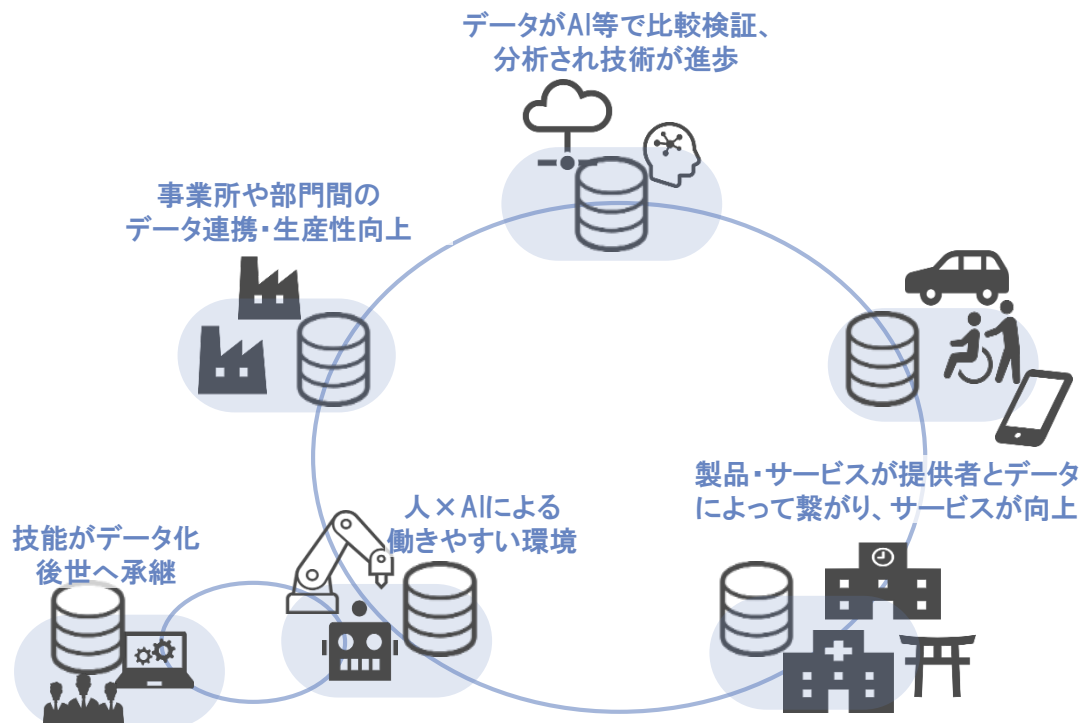 データがAI等で比較検証、
分析され技術が進歩
事業所や部門間の
データ連携・生産性向上
製品・サービスが提供者とデータ
によって繋がり、サービスが向上
人×AIによる
働きやすい環境
技能がデータ化
後世へ承継